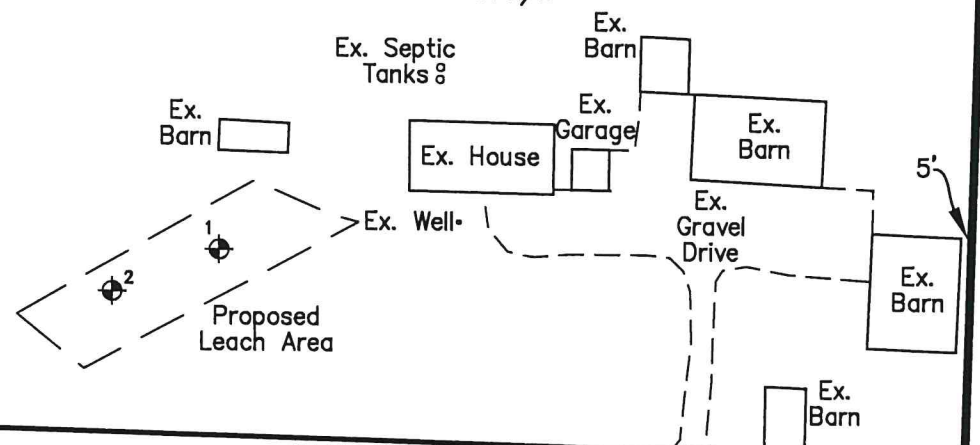 Ex.
Barn
Ex. Septic
Tanks
Ex.
Barn
Ex.
Garage
Ex.
Barn
Ex. House
5'
Ex. Well
Ex.
Gravel
Drive
1
2
Ex.
Barn
Proposed
Leach Area
Ex.
Barn